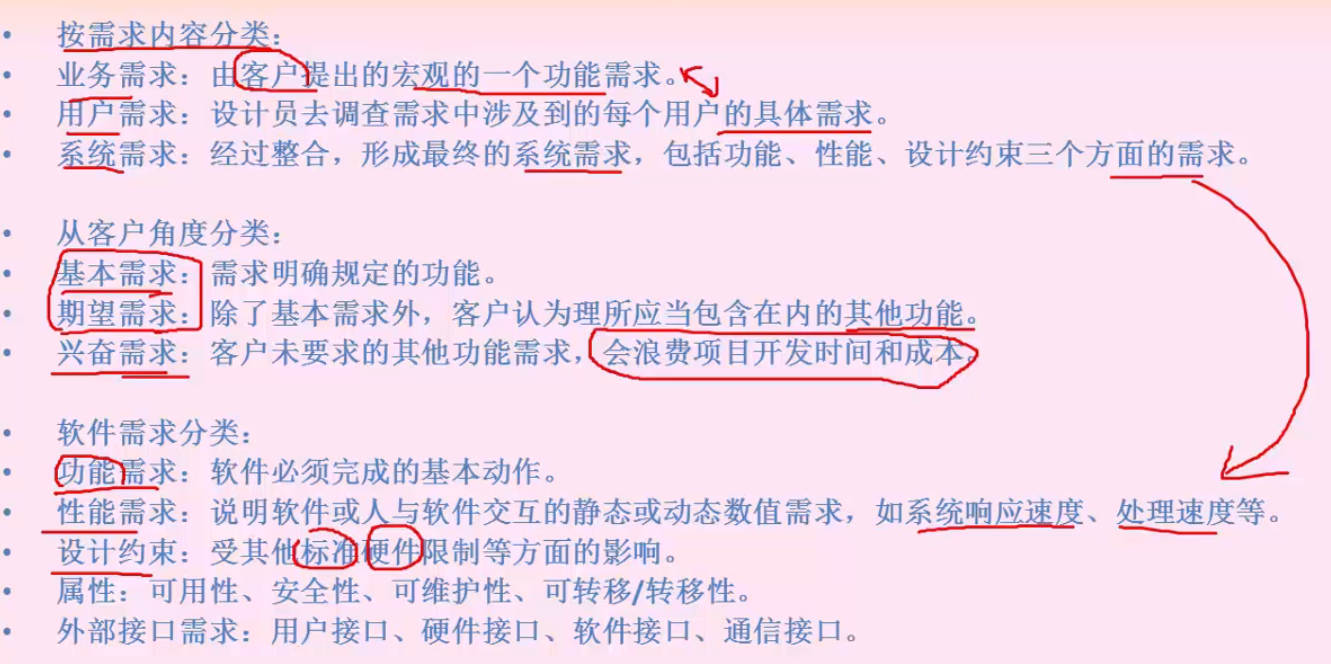 • 按需求内容分类：
• 业务需求：由客户提出的宏观的一个功能需求。
• 用户需求：设计员去调查需求中涉及到的每个用户的具体需求。
• 系统需求：经过整合，形成最终的系统需求，包括功能、性能、设计约束三个方面的需求。
• 从客户角度分类：
• 基本需求：需求明确规定的功能。
• 期望需求：除了基本需求外，客户认为理所应当包含在内的其他功能。
• 兴奋需求：客户未要求的其他功能需求，会浪费项目开发时间和成本。
• 软件需求分类：
• 功能需求：软件必须完成的基本动作。
• 性能需求：说明软件或人与软件交互的静态或动态数值需求，如系统响应速度、处理速度等。
• 设计约束：受其他标准硬件限制等方面的影响。
• 属性：可用性、安全性、可维护性、可转移/转移性。
• 外部接口需求：用户接口、硬件接口、软件接口、通信接口。